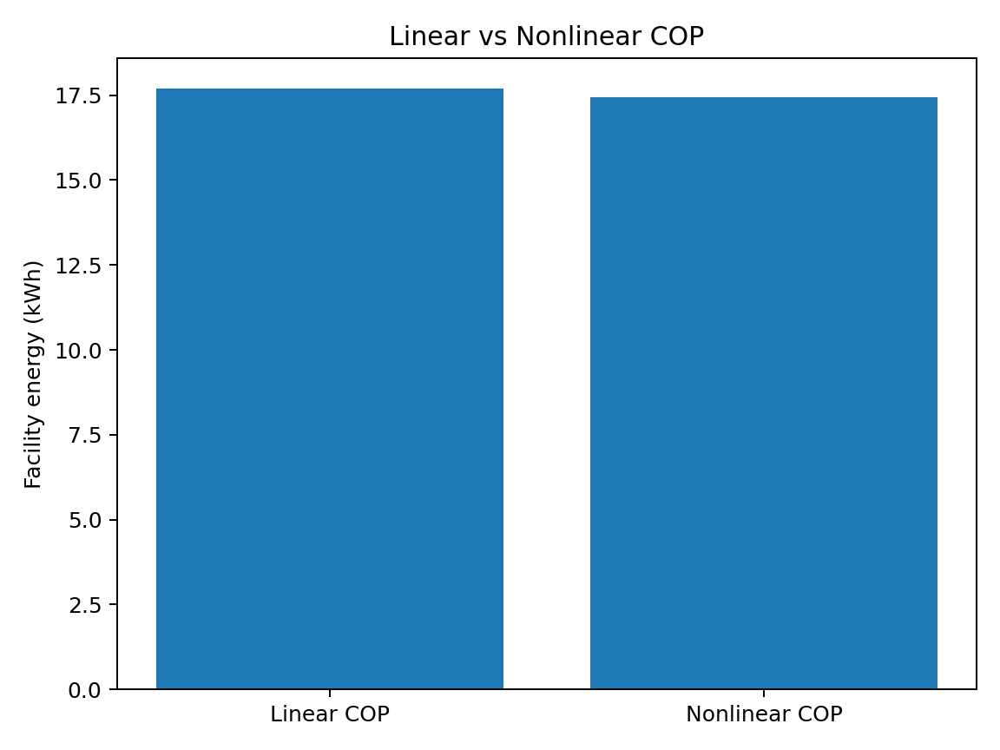 Linear vs Nonlinear COP
Facility energy (kWh)
17.5
15.0
12.5
10.0
7.5
5.0
2.5
0.0
Linear COP
Nonlinear COP